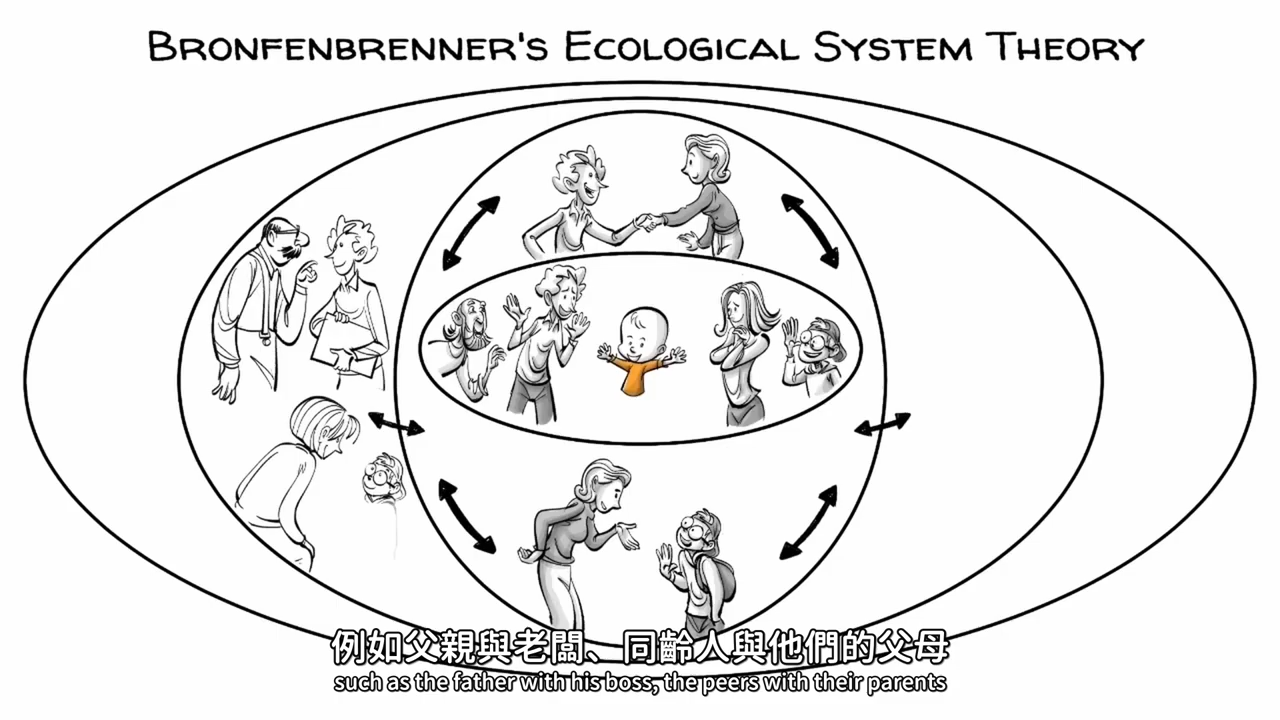 BRONFENBRENNER'S ECOLOGICAL SYSTEM THEORY
例如父親與老闆、同齡人與他們的父母
such as the father with his boss, the peers with their parents